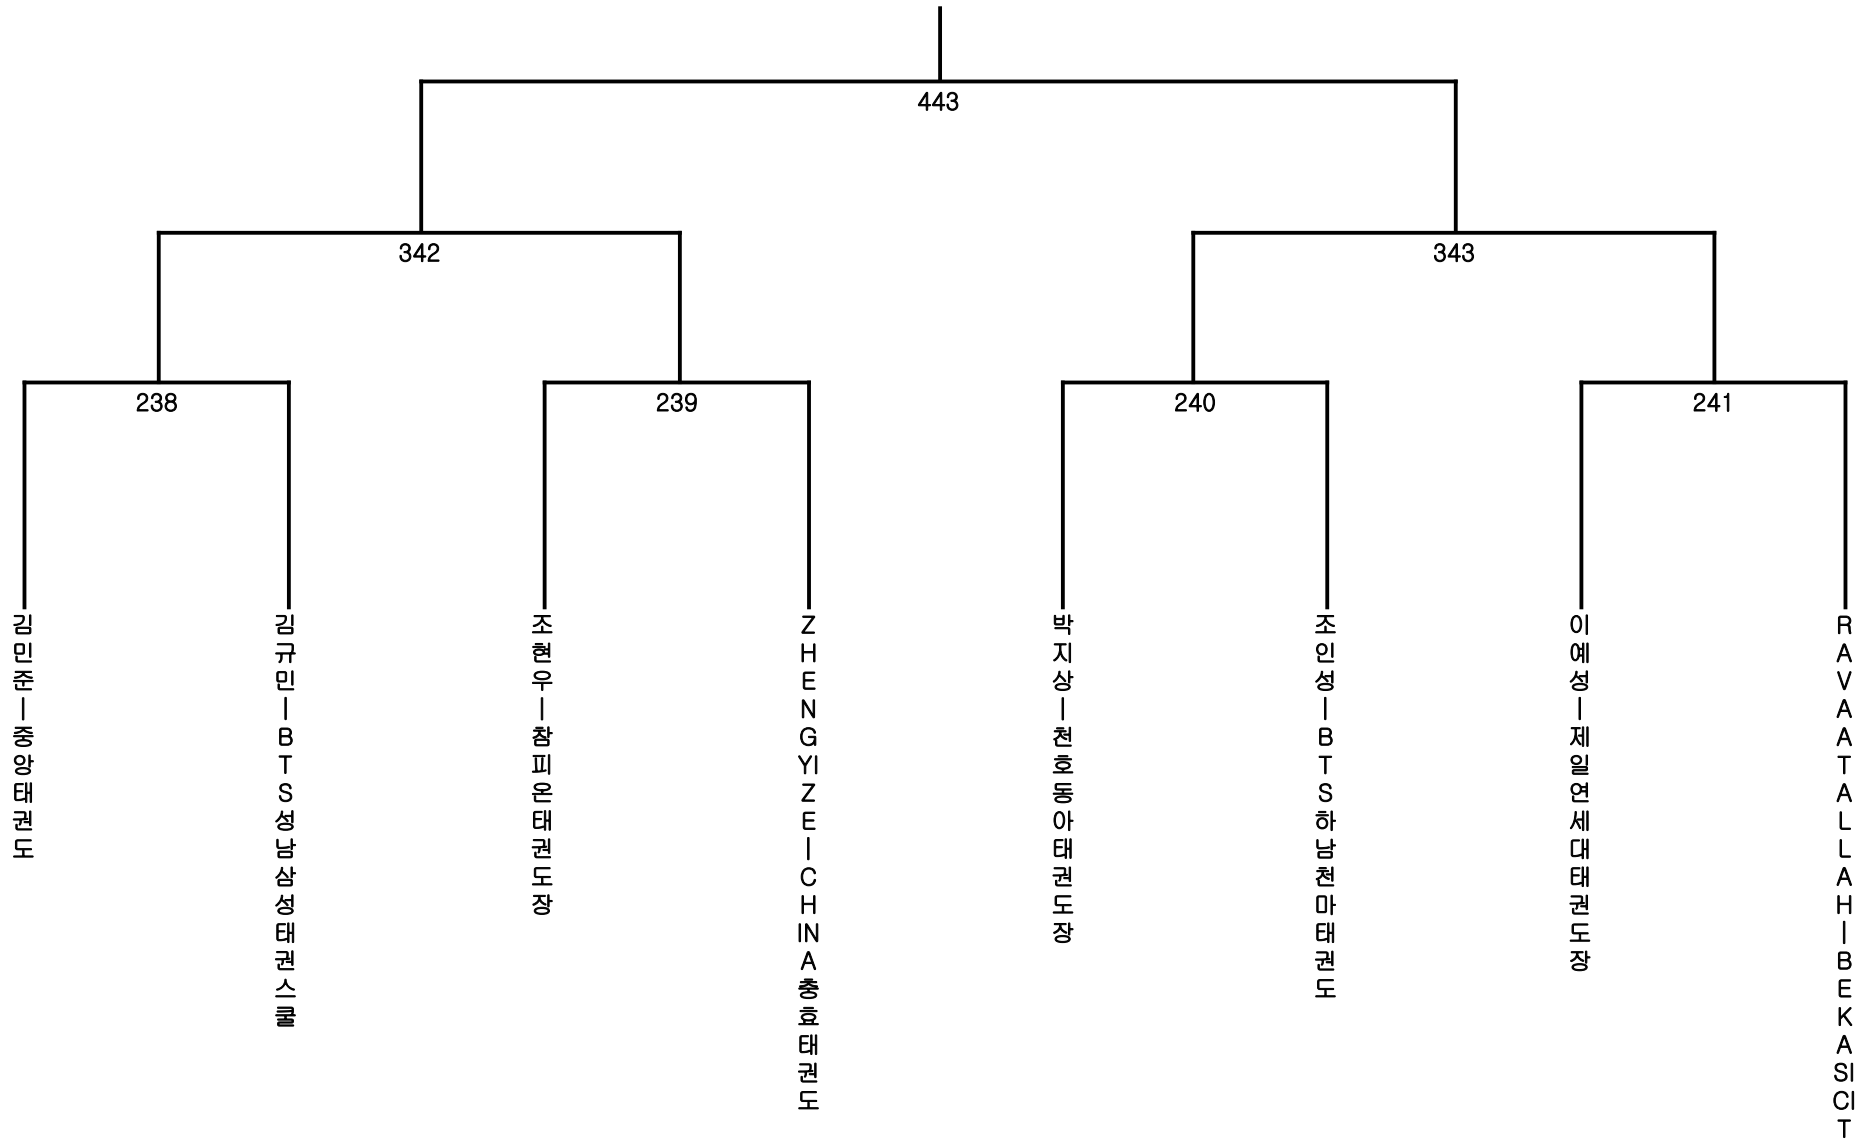 443
342
343
238
239
240
241
김민준-중앙태권도
김규민-BTS성남삼성태권스쿨
조현우-참피온태권도장
ZHENGYIZE-CHINA충효태권도
박지상-천호동아태권도장
조인성-BTS하남천마태권도
이예성-제일연세대태권도장
RAVAATALLAH-BEKASICIT